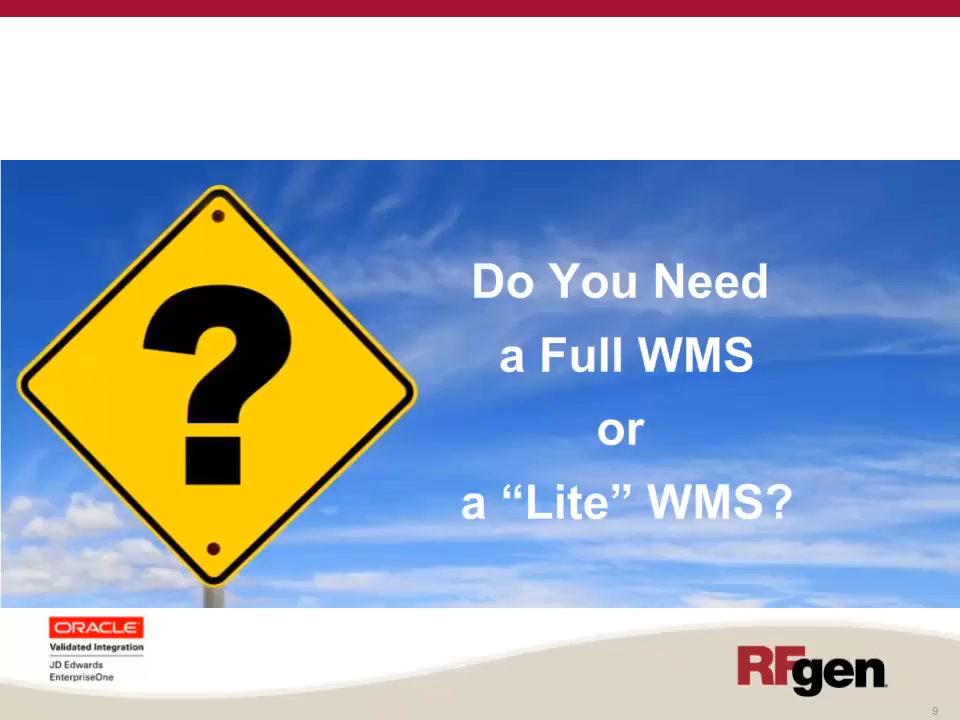 ?
Do You Need
a Full WMS
or
a “Lite” WMS?
ORACLE
Validated Integration
JD Edwards
EnterpriseOne
RFgen
9